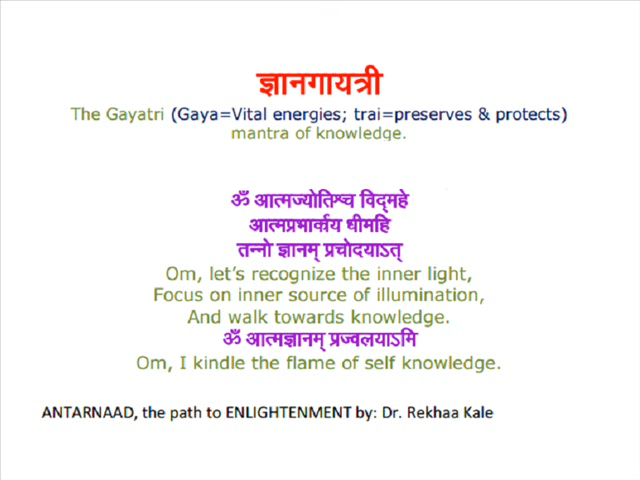 ज्ञानगायत्री
The Gayatri (Gaya=Vital energies; trai=preserves & protects)
mantra of knowledge.
ॐ आत्मज्योतिश्च विद्महे
आत्मप्रभार्काय धीमहि
तन्नो ज्ञानम् प्रचोदयाऽत्
Om, let’s recognize the inner light,
Focus on inner source of illumination,
And walk towards knowledge.
ॐ आत्मज्ञानम् प्रज्वलयाऽमि
Om, I kindle the flame of self knowledge.
ANTARNAAD, the path to ENLIGHTENMENT by: Dr. Rekhaa Kale